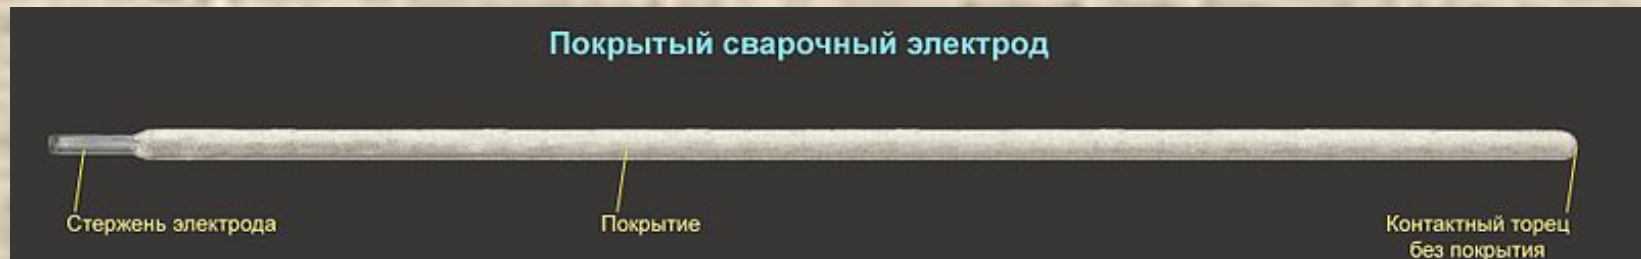 Покрытый сварочный электрод
Стержень электрода
Покрытие
Контактный торец
без покрытия